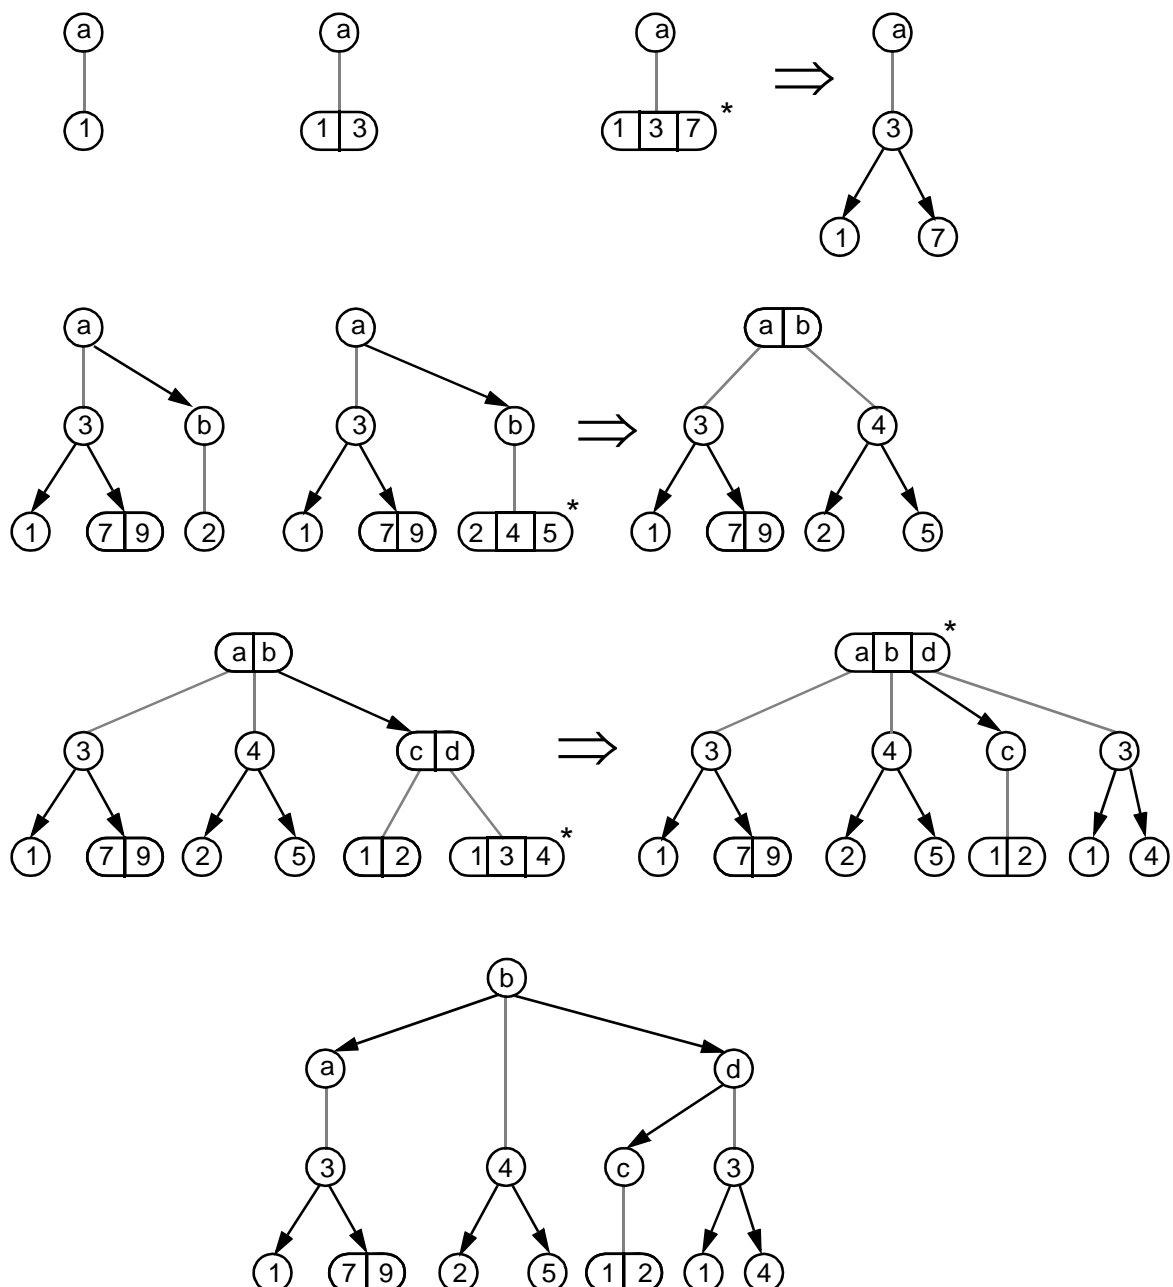 a a a a
1 1 3 1 3 7 * ⇒ 3
1 7
a a a b
3 b 3 b ⇒ 3 4
1 7 9 2 1 7 9 2 4 5 * 1 7 9 2 5
a b a b d *
3 4 c d ⇒ 3 4 c 3
1 7 9 2 5 1 2 1 3 4 * 1 7 9 2 5 1 2 1 4
b
a d
3 4 c 3
1 7 9 2 5 1 2 1 4